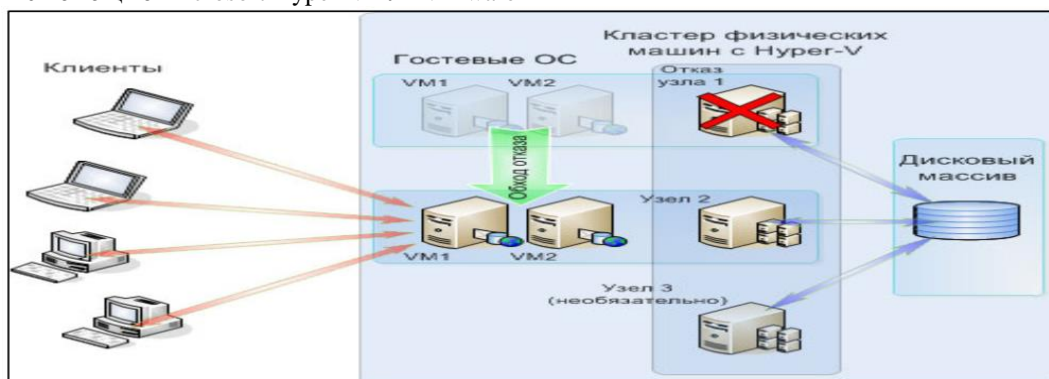 Клиенты
Гостевые ОС
Кластер физических
машин с Hyper-V
VM1
VM2
Отказ
узла 1
Обход отказа
Дисковый
массив
Узел 2
VM1
VM2
Узел 3
(необязательно)